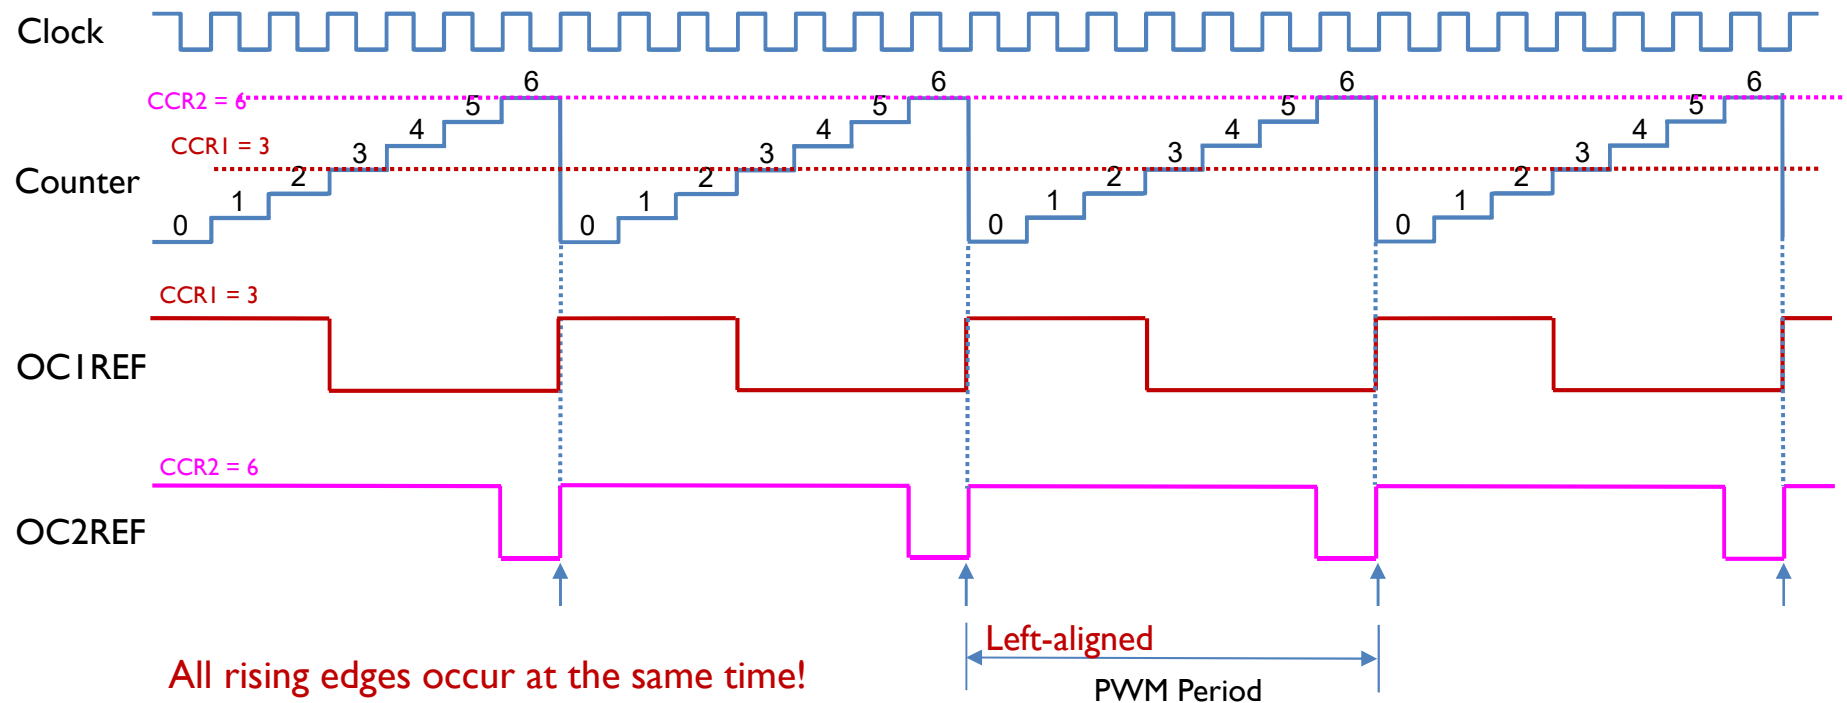 Clock
CCR2 = 6
6 6 6 6
5 5 5 5
4 4 4 4
CCR1 = 3
3 3 3 3
Counter
2 2 2 2
1 1 1 1
0 0 0 0
CCR1 = 3
OC1REF
CCR2 = 6
OC2REF
Left-aligned
All rising edges occur at the same time!
PWM Period